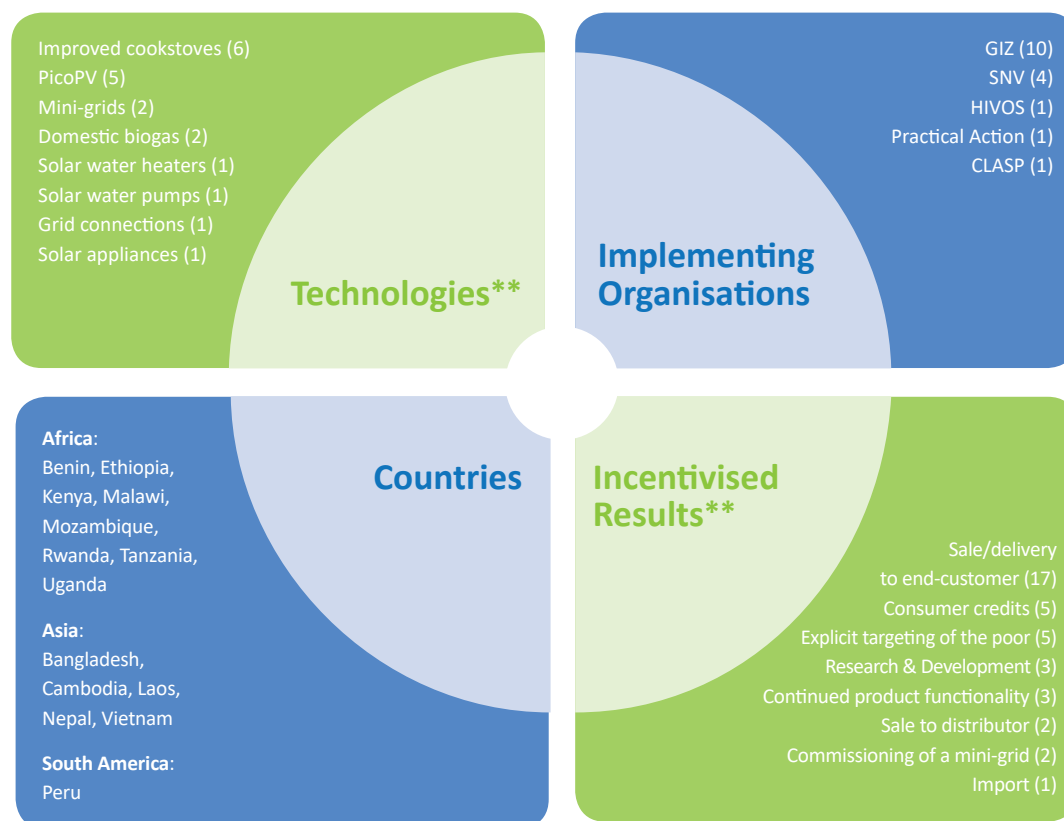 Improved cookstoves (6)
PicoPV (5)
Mini-grids (2)
Domestic biogas (2)
Solar water heaters (1)
Solar water pumps (1)
Grid connections (1)
Solar appliances (1)
Technologies**
GIZ (10)
SNV (4)
HIVOS (1)
Practical Action (1)
CLASP (1)
Implementing
Organisations
Africa:
Benin, Ethiopia,
Kenya, Malawi,
Mozambique,
Rwanda, Tanzania,
Uganda
Asia:
Bangladesh,
Cambodia, Laos,
Nepal, Vietnam
South America:
Peru
Countries
Incentivised
Results**
Sale/delivery
to end-customer (17)
Consumer credits (5)
Explicit targeting of the poor (5)
Research & Development (3)
Continued product functionality (3)
Sale to distributor (2)
Commissioning of a mini-grid (2)
Import (1)